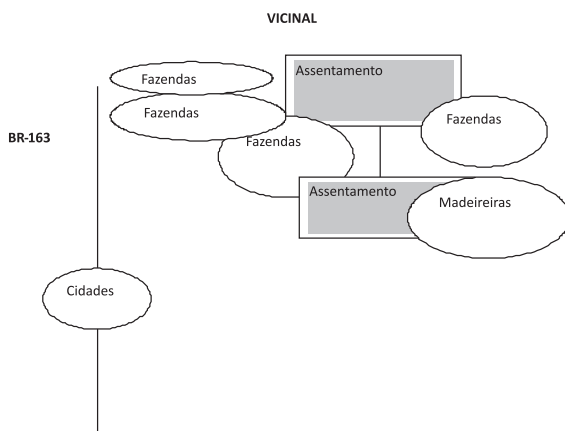 VICINAL
Assentamento
Fazendas
Fazendas
Fazendas
BR-163
Fazendas
Assentamento
Madeireiras
Cidades